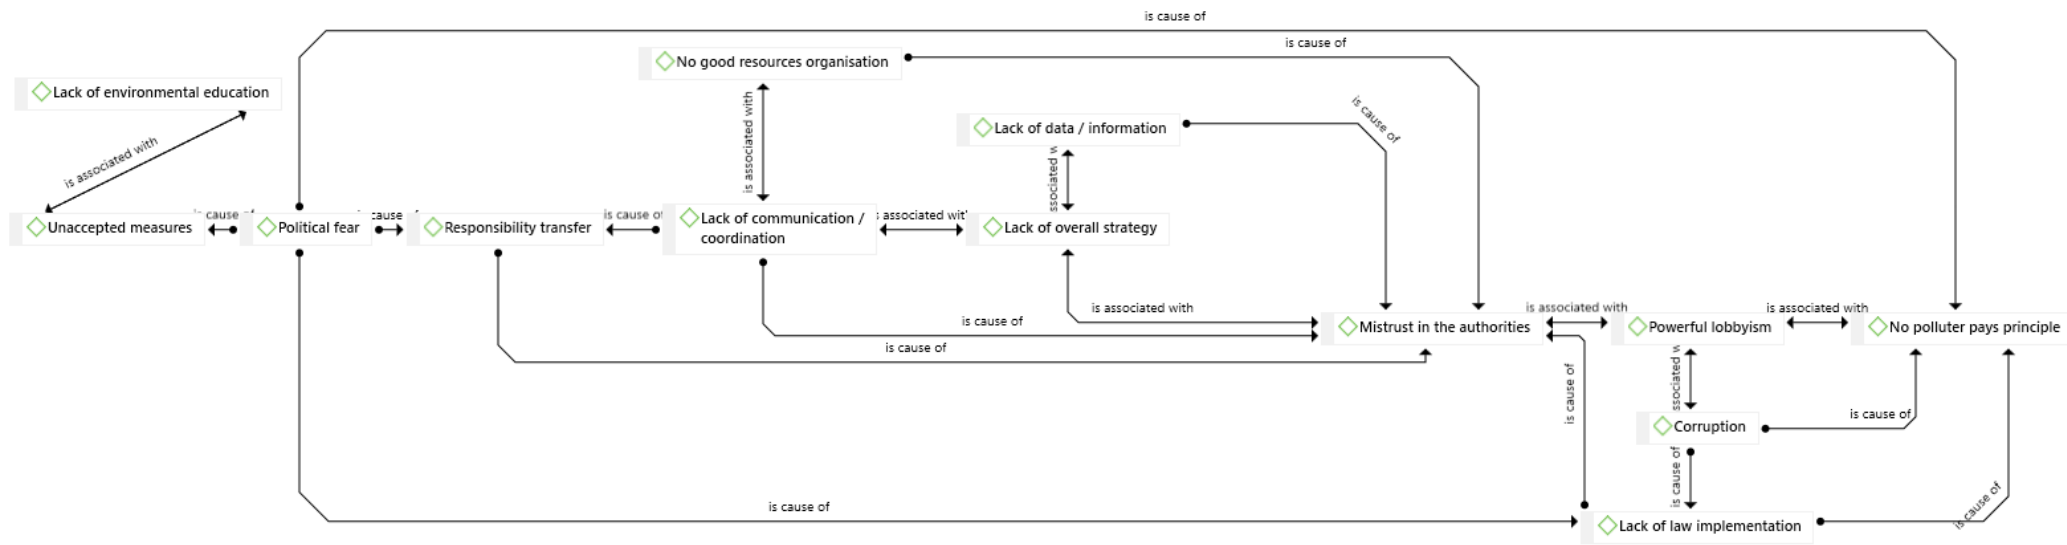 is cause of
is cause of
No good resources organisation
Lack of environmental education
is associated with
is cause of
Lack of data / information
is associated with
ssociated w
is cause of
cause
is cause of
Lack of communication /
coordination
s associated with
Unaccepted measures
Political fear
Responsibility transfer
Lack of overall strategy
is associated with
is associated with
is associated with
is cause of
Mistrust in the authorities
Powerful lobbyism
No polluter pays principle
is cause of
ssociated w
is cause of
is cause of
Corruption
is cause of
is cause of
is cause of
Lack of law implementation